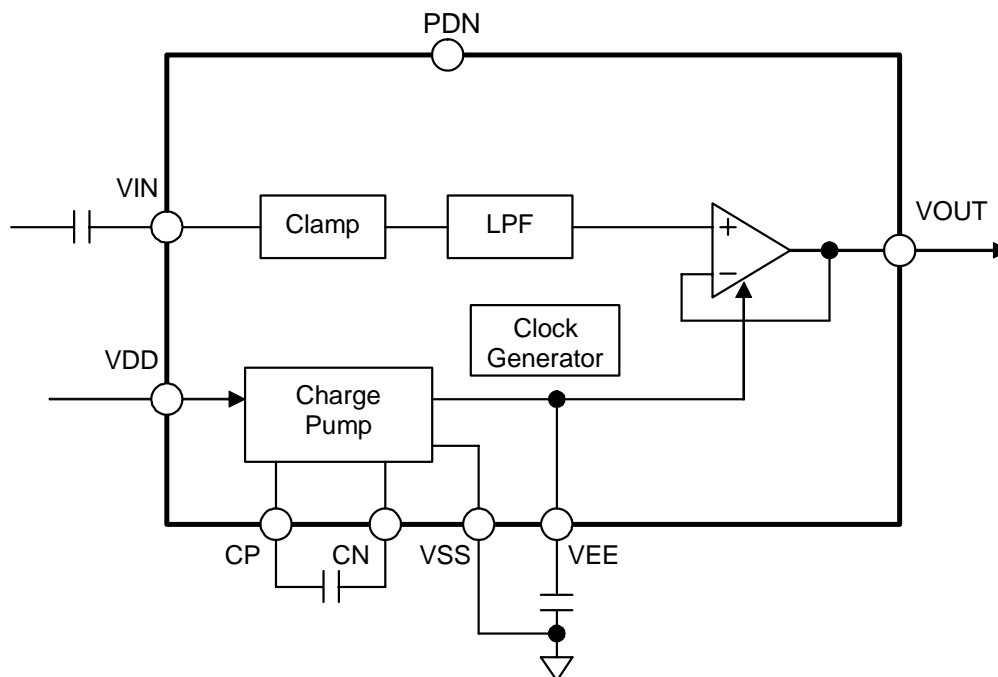 PDN
VIN
Clamp
LPF
+
−
VOUT
Clock
Generator
VDD
Charge
Pump
CP
CN
VSS
VEE